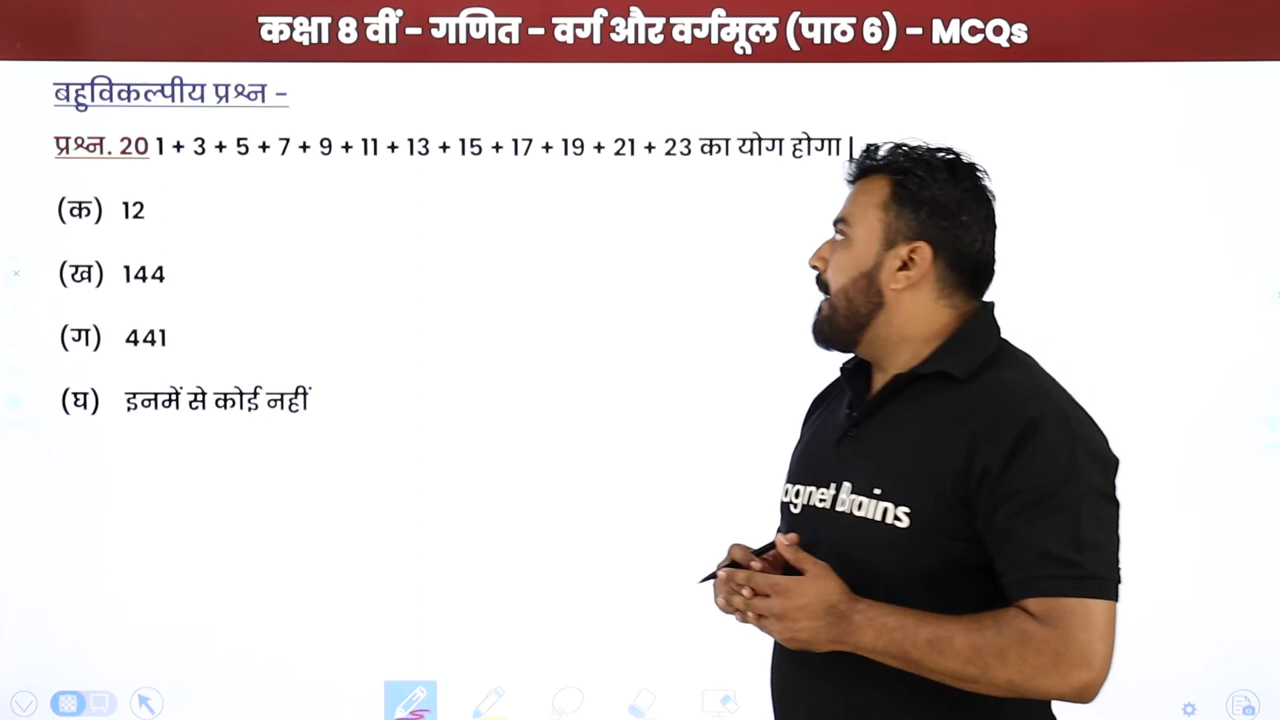 कक्षा 8 वीं - गणित - वर्ग और वर्गमूल (पाठ 6) - MCQs
बहुविकल्पीय प्रश्न -
प्रश्न. 20 1 + 3 + 5 + 7 + 9 + 11 + 13 + 15 + 17 + 19 + 21 + 23 का योग होगा |
(क) 12
(ख) 144
(ग) 441
(घ) इनमें से कोई नहीं
agnet Brains